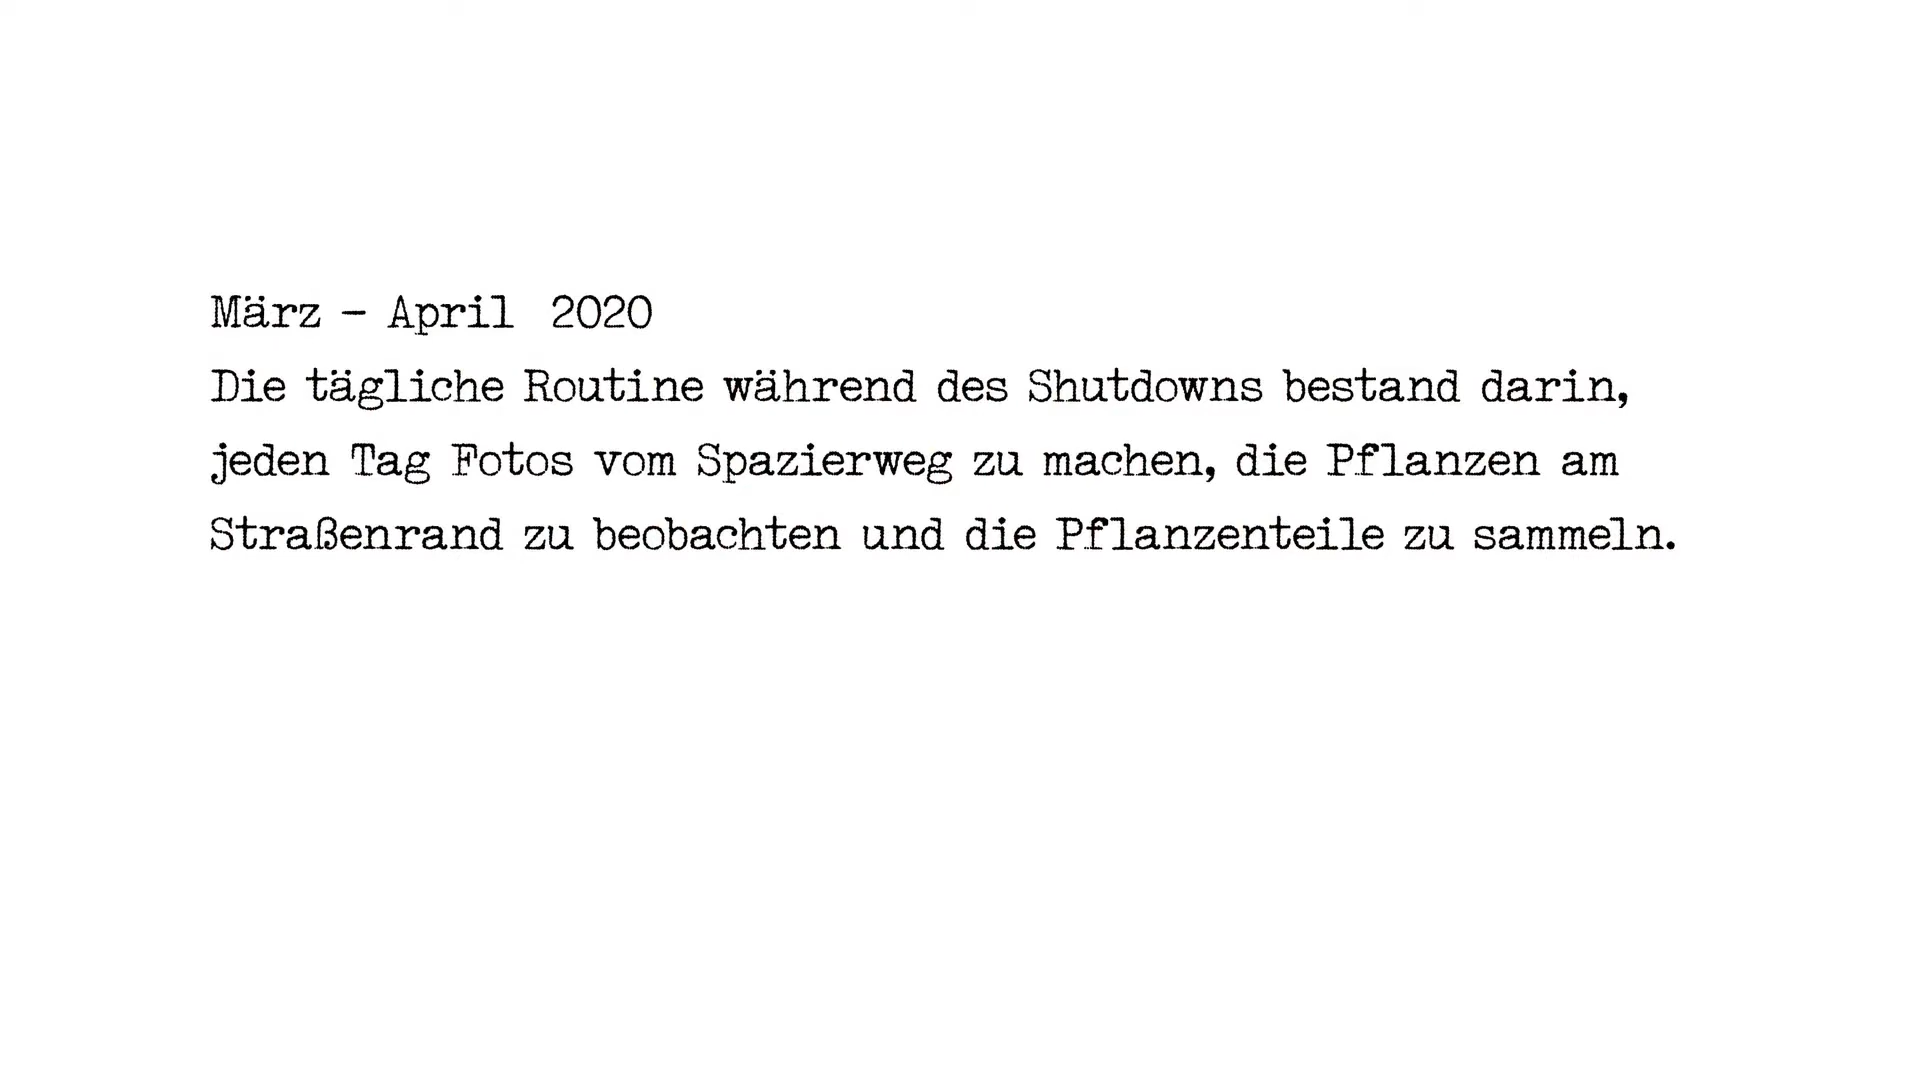 März – April 2020
Die tägliche Routine während des Shutdowns bestand darin,
jeden Tag Fotos vom Spazierweg zu machen, die Pflanzen am
Straßenrand zu beobachten und die Pflanzenteile zu sammeln.